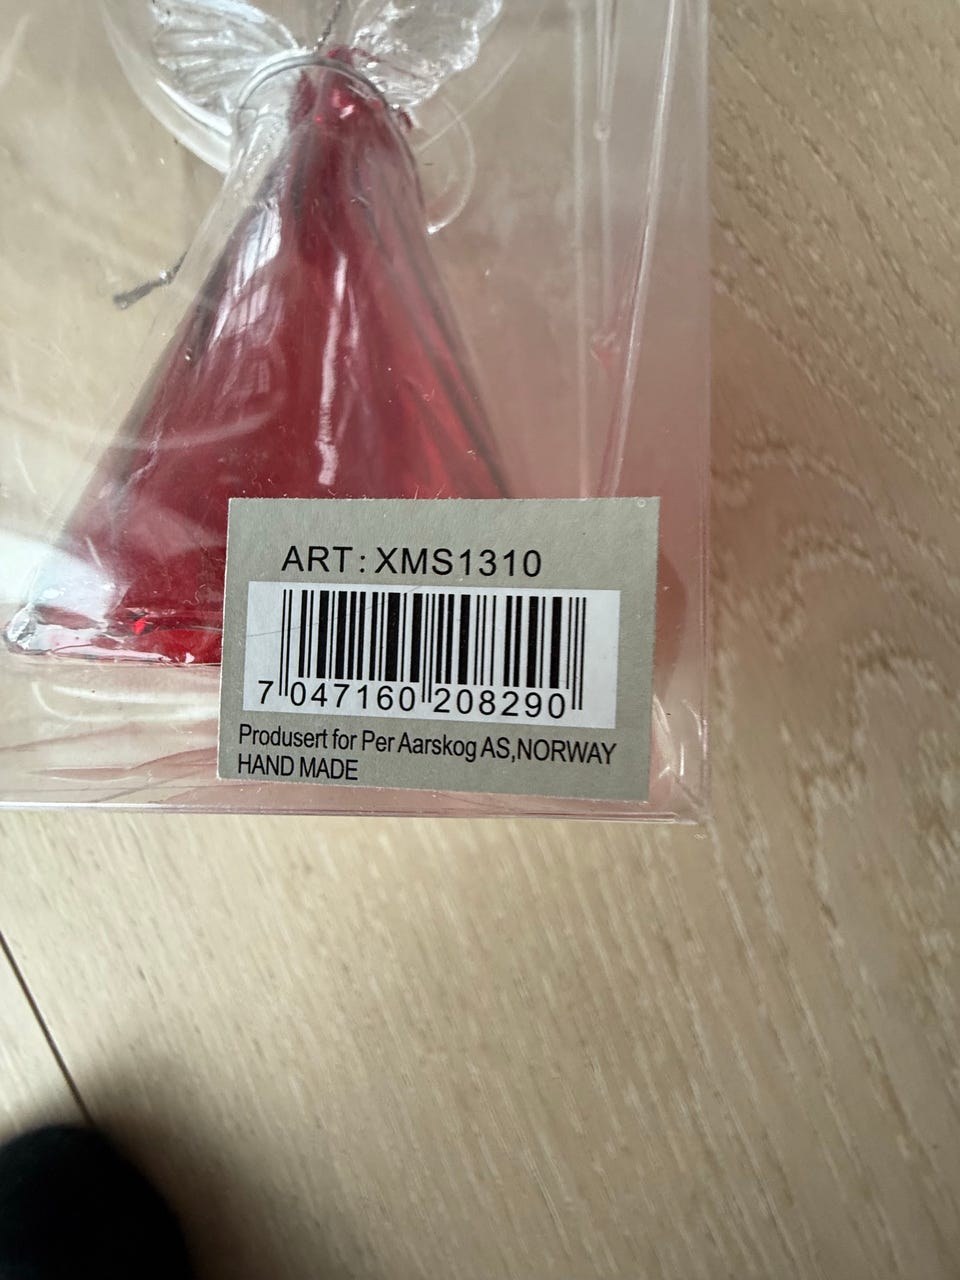 ART: XMS1310
7 047160 208290
Produsert for Per Aarskog AS,NORWAY
HAND MADE